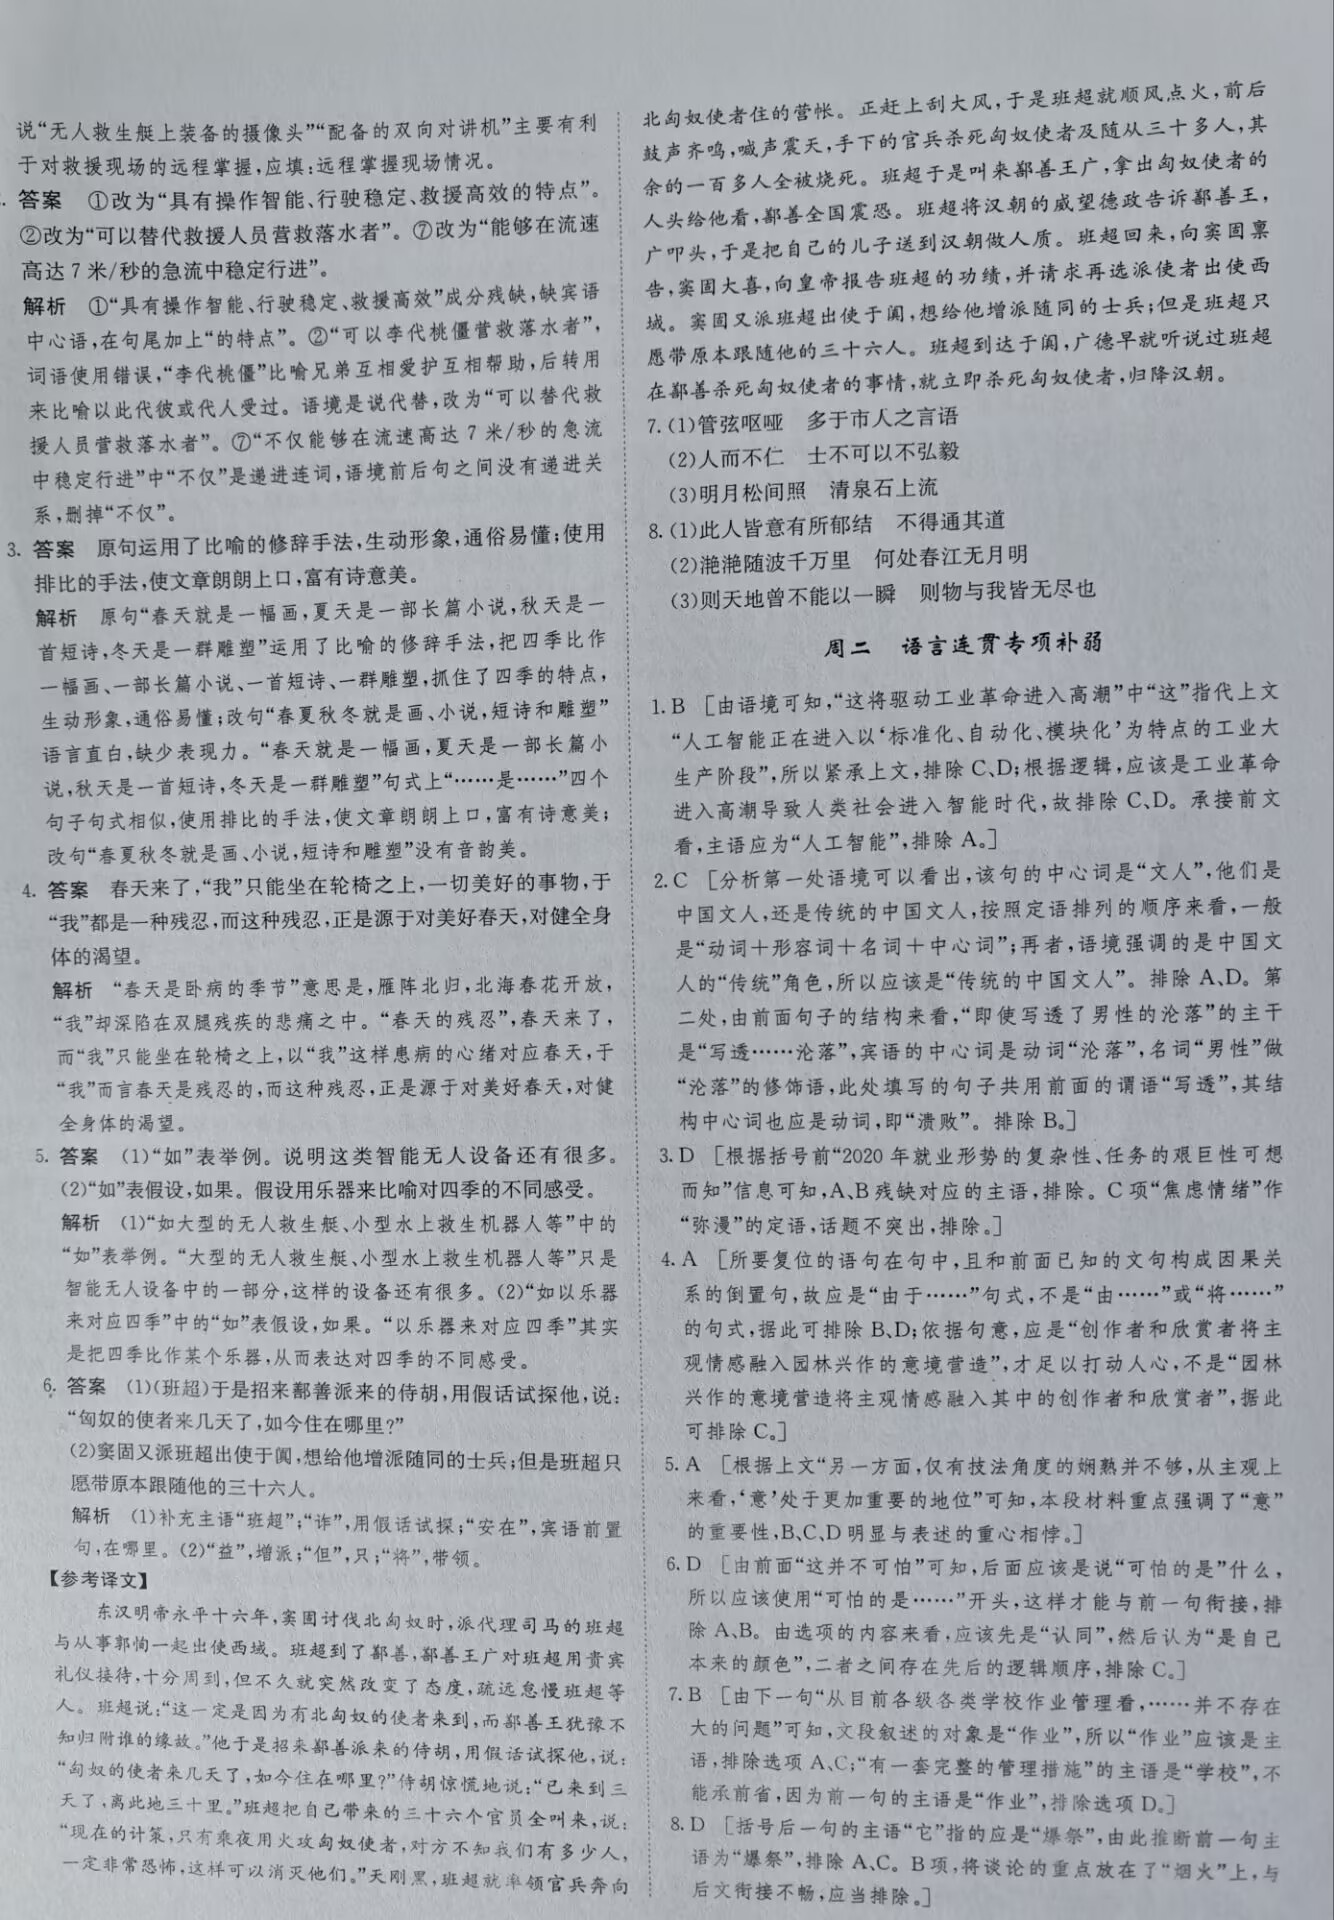 说“无人救生艇上装备的摄像头”“配备的双向对讲机”主要有利
于对救援现场的远程掌握,应填:远程掌握现场情况。
答案 ①改为“具有操作智能、行驶稳定、救援高效的特点”。
②改为“可以替代救援人员营救落水者”。⑦改为“能够在流速
高达7米/秒的急流中稳定行进”。
解析 ①“具有操作智能、行驶稳定、救援高效”成分残缺,缺宾语
中心语,在句尾加上“的特点”。②“可以李代桃僵营救落水者”,
词语使用错误,“李代桃僵”比喻兄弟互相爱护互相帮助,后转用
来比喻以此代彼或代人受过。语境是说代替,改为“可以替代救
援人员营救落水者”。⑦“不仅能够在流速高达7米/秒的急流
中稳定行进”中“不仅”是递进连词,语境前后句之间没有递进关
系,删掉“不仅”。
3. 答案 原句运用了比喻的修辞手法,生动形象,通俗易懂;使用
排比的手法,使文章朗朗上口,富有诗意美。
解析 原句“春天就是一幅画,夏天是一部长篇小说,秋天是一
首短诗,冬天是一群雕塑”运用了比喻的修辞手法,把四季比作
一幅画、一部长篇小说、一首短诗、一群雕塑,抓住了四季的特点,
生动形象,通俗易懂;改句“春夏秋冬就是画、小说,短诗和雕塑”
语言直白,缺少表现力。“春天就是一幅画,夏天是一部长篇小
说,秋天是一首短诗,冬天是一群雕塑”句式上“……是……”四个
句子句式相似,使用排比的手法,使文章朗朗上口,富有诗意美;
改句“春夏秋冬就是画、小说,短诗和雕塑”没有音韵美。
4. 答案 春天来了,“我”只能坐在轮椅之上,一切美好的事物,于
“我”都是一种残忍,而这种残忍,正是源于对美好春天,对健全身
体的渴望。
解析 “春天是卧病的季节”意思是,雁阵北归,北海春花开放,
“我”却深陷在双腿残疾的悲痛之中。“春天的残忍”,春天来了,
而“我”只能坐在轮椅之上,以“我”这样患病的心绪对应春天,于
“我”而言春天是残忍的,而这种残忍,正是源于对美好春天,对健
全身体的渴望。
5. 答案 (1)“如”表举例。说明这类智能无人设备还有很多。
(2)“如”表假设,如果。假设用乐器来比喻对四季的不同感受。
解析 (1)“如大型的无人救生艇、小型水上救生机器人等”中的
“如”表举例。“大型的无人救生艇、小型水上救生机器人等”只是
智能无人设备中的一部分,这样的设备还有很多。(2)“如以乐器
来对应四季”中的“如”表假设,如果。“以乐器来对应四季”其实
是把四季比作某个乐器,从而表达对四季的不同感受。
6. 答案 (1)(班超)于是招来鄯善派来的侍胡,用假话试探他,说:
“匈奴的使者来几天了,如今住在哪里?”
(2)窦固又派班超出使于阗,想给他增派随同的士兵;但是班超只
愿带原本跟随他的三十六人。
解析 (1)补充主语“班超”;“诈”,用假话试探;“安在”,宾语前置
句,在哪里。(2)“益”,增派;“但”,只;“将”,带领。
【参考译文】
东汉明帝永平十六年,窦固讨伐北匈奴时,派代理司马的班超
与从事郭恂一起出使西域。班超到了鄯善,鄯善王广对班超用贵宾
礼仪接待,十分周到,但不久就突然改变了态度,疏远怠慢班超等
人。班超说:“这一定是因为有北匈奴的使者来到,而鄯善王犹豫不
知归附谁的缘故。”他于是招来鄯善派来的侍胡,用假话试探他,说:
“匈奴的使者来几天了,如今住在哪里?”侍胡惊慌地说:“已来到三
天了,离此地三十里。”班超把自己带来的三十六个官员全叫来,说:
“现在的计策,只有乘夜用火攻匈奴使者,对方不知我们有多少人,
一定非常恐怖,这样可以消灭他们。”天刚黑,班超就率领官兵奔向
北匈奴使者住的营帐。正赶上刮大风,于是班超就顺风点火,前后
鼓声齐鸣,喊声震天,手下的官兵杀死匈奴使者及随从三十多人,其
余的一百多人全被烧死。班超于是叫来鄯善王广,拿出匈奴使者的
人头给他看,鄯善全国震恐。班超将汉朝的威望德政告诉鄯善王,
广叩头,于是把自己的儿子送到汉朝做人质。班超回来,向窦固禀
告,窦固大喜,向皇帝报告班超的功绩,并请求再选派使者出使西
域。窦固又派班超出使于阗,想给他增派随同的士兵;但是班超只
愿带原本跟随他的三十六人。班超到达于阗,广德早就听说过班超
在鄯善杀死匈奴使者的事情,就立即杀死匈奴使者,归降汉朝。
7. (1)管弦呕哑 多于市人之言语
(2)人而不仁 士不可以不弘毅
(3)明月松间照 清泉石上流
8. (1)此人皆意有所郁结 不得通其道
(2)滟滟随波千万里 何处春江无月明
(3)则天地曾不能以一瞬 则物与我皆无尽也
周二 语言连贯专项补弱
1. B [由语境可知,“这将驱动工业革命进入高潮”中“这”指代上文
“人工智能正在进入以‘标准化、自动化、模块化’为特点的工业大
生产阶段”,所以紧承上文,排除C、D;根据逻辑,应该是工业革命
进入高潮导致人类社会进入智能时代,故排除C、D。承接前文
看,主语应为“人工智能”,排除A。]
2. C [分析第一处语境可以看出,该句的中心词是“文人”,他们是
中国文人,还是传统的中国文人,按照定语排列的顺序来看,一般
是“动词+形容词+名词+中心词”;再者,语境强调的是中国文
人的“传统”角色,所以应该是“传统的中国文人”。排除A、D。第
二处,由前面句子的结构来看,“即使写透了男性的沦落”的主干
是“写透……沦落”,宾语的中心词是动词“沦落”,名词“男性”做
“沦落”的修饰语,此处填写的句子共用前面的谓语“写透”,其结
构中心词也应是动词,即“溃败”。排除B。]
3. D [根据括号前“2020年就业形势的复杂性、任务的艰巨性可想
而知”信息可知,A、B残缺对应的主语,排除。C项“焦虑情绪”作
“弥漫”的定语,话题不突出,排除。]
4. A [所要复位的语句在句中,且和前面已知的文句构成因果关
系的倒置句,故应是“由于……”句式,不是“由……”或“将……”
的句式,据此可排除B、D;依据句意,应是“创作者和欣赏者将主
观情感融入园林兴作的意境营造”,才足以打动人心,不是“园林
兴作的意境营造将主观情感融入其中的创作者和欣赏者”,据此
可排除C。]
5. A [根据上文“另一方面,仅有技法角度的娴熟并不够,从主观上
来看,‘意’处于更加重要的地位”可知,本段材料重点强调了“意”
的重要性,B、C、D明显与表述的重心相悖。]
6. D [由前面“这并不可怕”可知,后面应该是说“可怕的是”什么,
所以应该使用“可怕的是……”开头,这样才能与前一句衔接,排
除A、B。由选项的内容来看,应该先是“认同”,然后认为“是自己
本来的颜色”,二者之间存在先后的逻辑顺序,排除C。]
7. B [由下一句“从目前各级各类学校作业管理看,……并不存在
大的问题”可知,文段叙述的对象是“作业”,所以“作业”应该是主
语,排除选项A、C;“有一套完整的管理措施”的主语是“学校”,不
能承前省,因为前一句的主语是“作业”,排除选项D。]
8. D [括号后一句的主语“它”指的应是“爆祭”,由此推断前一句主
语为“爆祭”,排除A、C。B项,将谈论的重点放在了“烟火”上,与
后文衔接不畅,应当排除。]